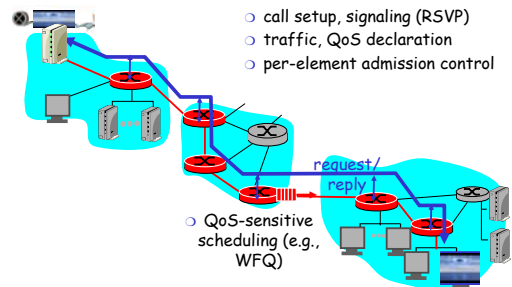 call setup, signaling (RSVP)
traffic, QoS declaration
per-element admission control
request/
reply
QoS-sensitive
scheduling (e.g.,
WFQ)